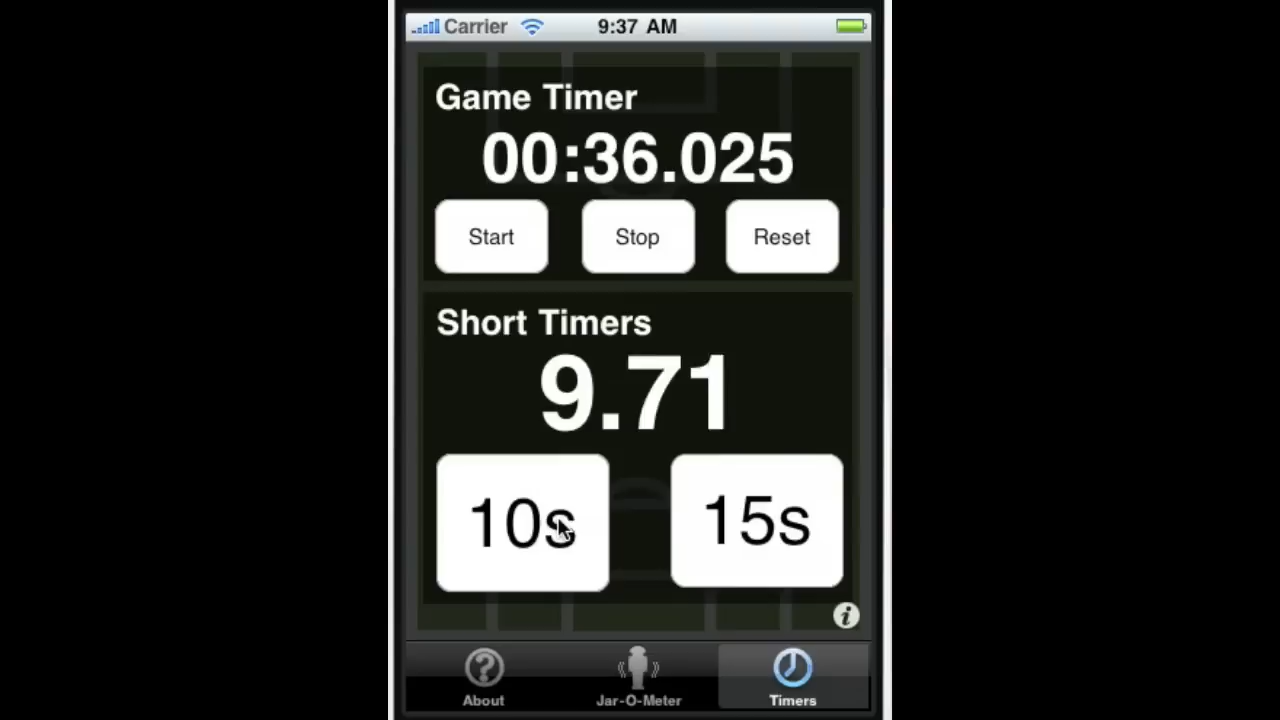 Carrier 9:37 AM
Game Timer
00:36.025
Start Stop Reset
Short Timers
9.71
10s 15s
i
About Jar-O-Meter Timers